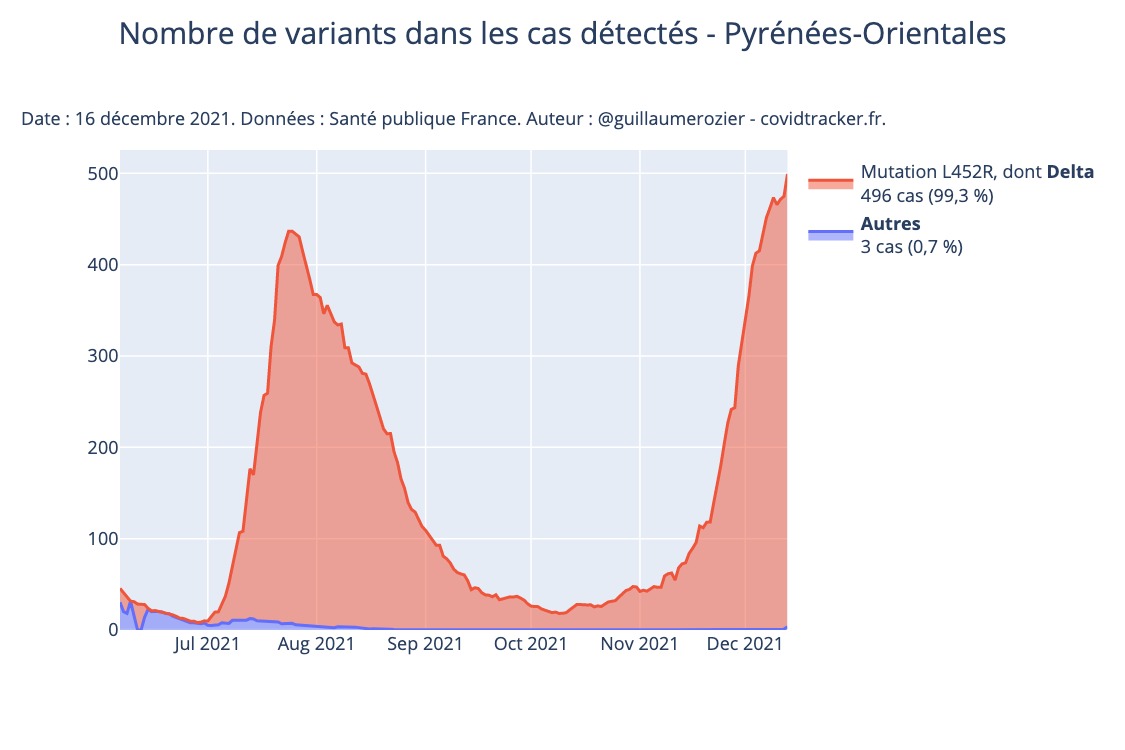 Nombre de variants dans les cas détectés - Pyrénées-Orientales
Date : 16 décembre 2021. Données : Santé publique France. Auteur : @guillaumerozier - covidtracker.fr.
Mutation L452R, dont Delta
496 cas (99,3 %)
Autres
3 cas (0,7 %)
500
400
300
200
100
0
Jul 2021 Aug 2021 Sep 2021 Oct 2021 Nov 2021 Dec 2021